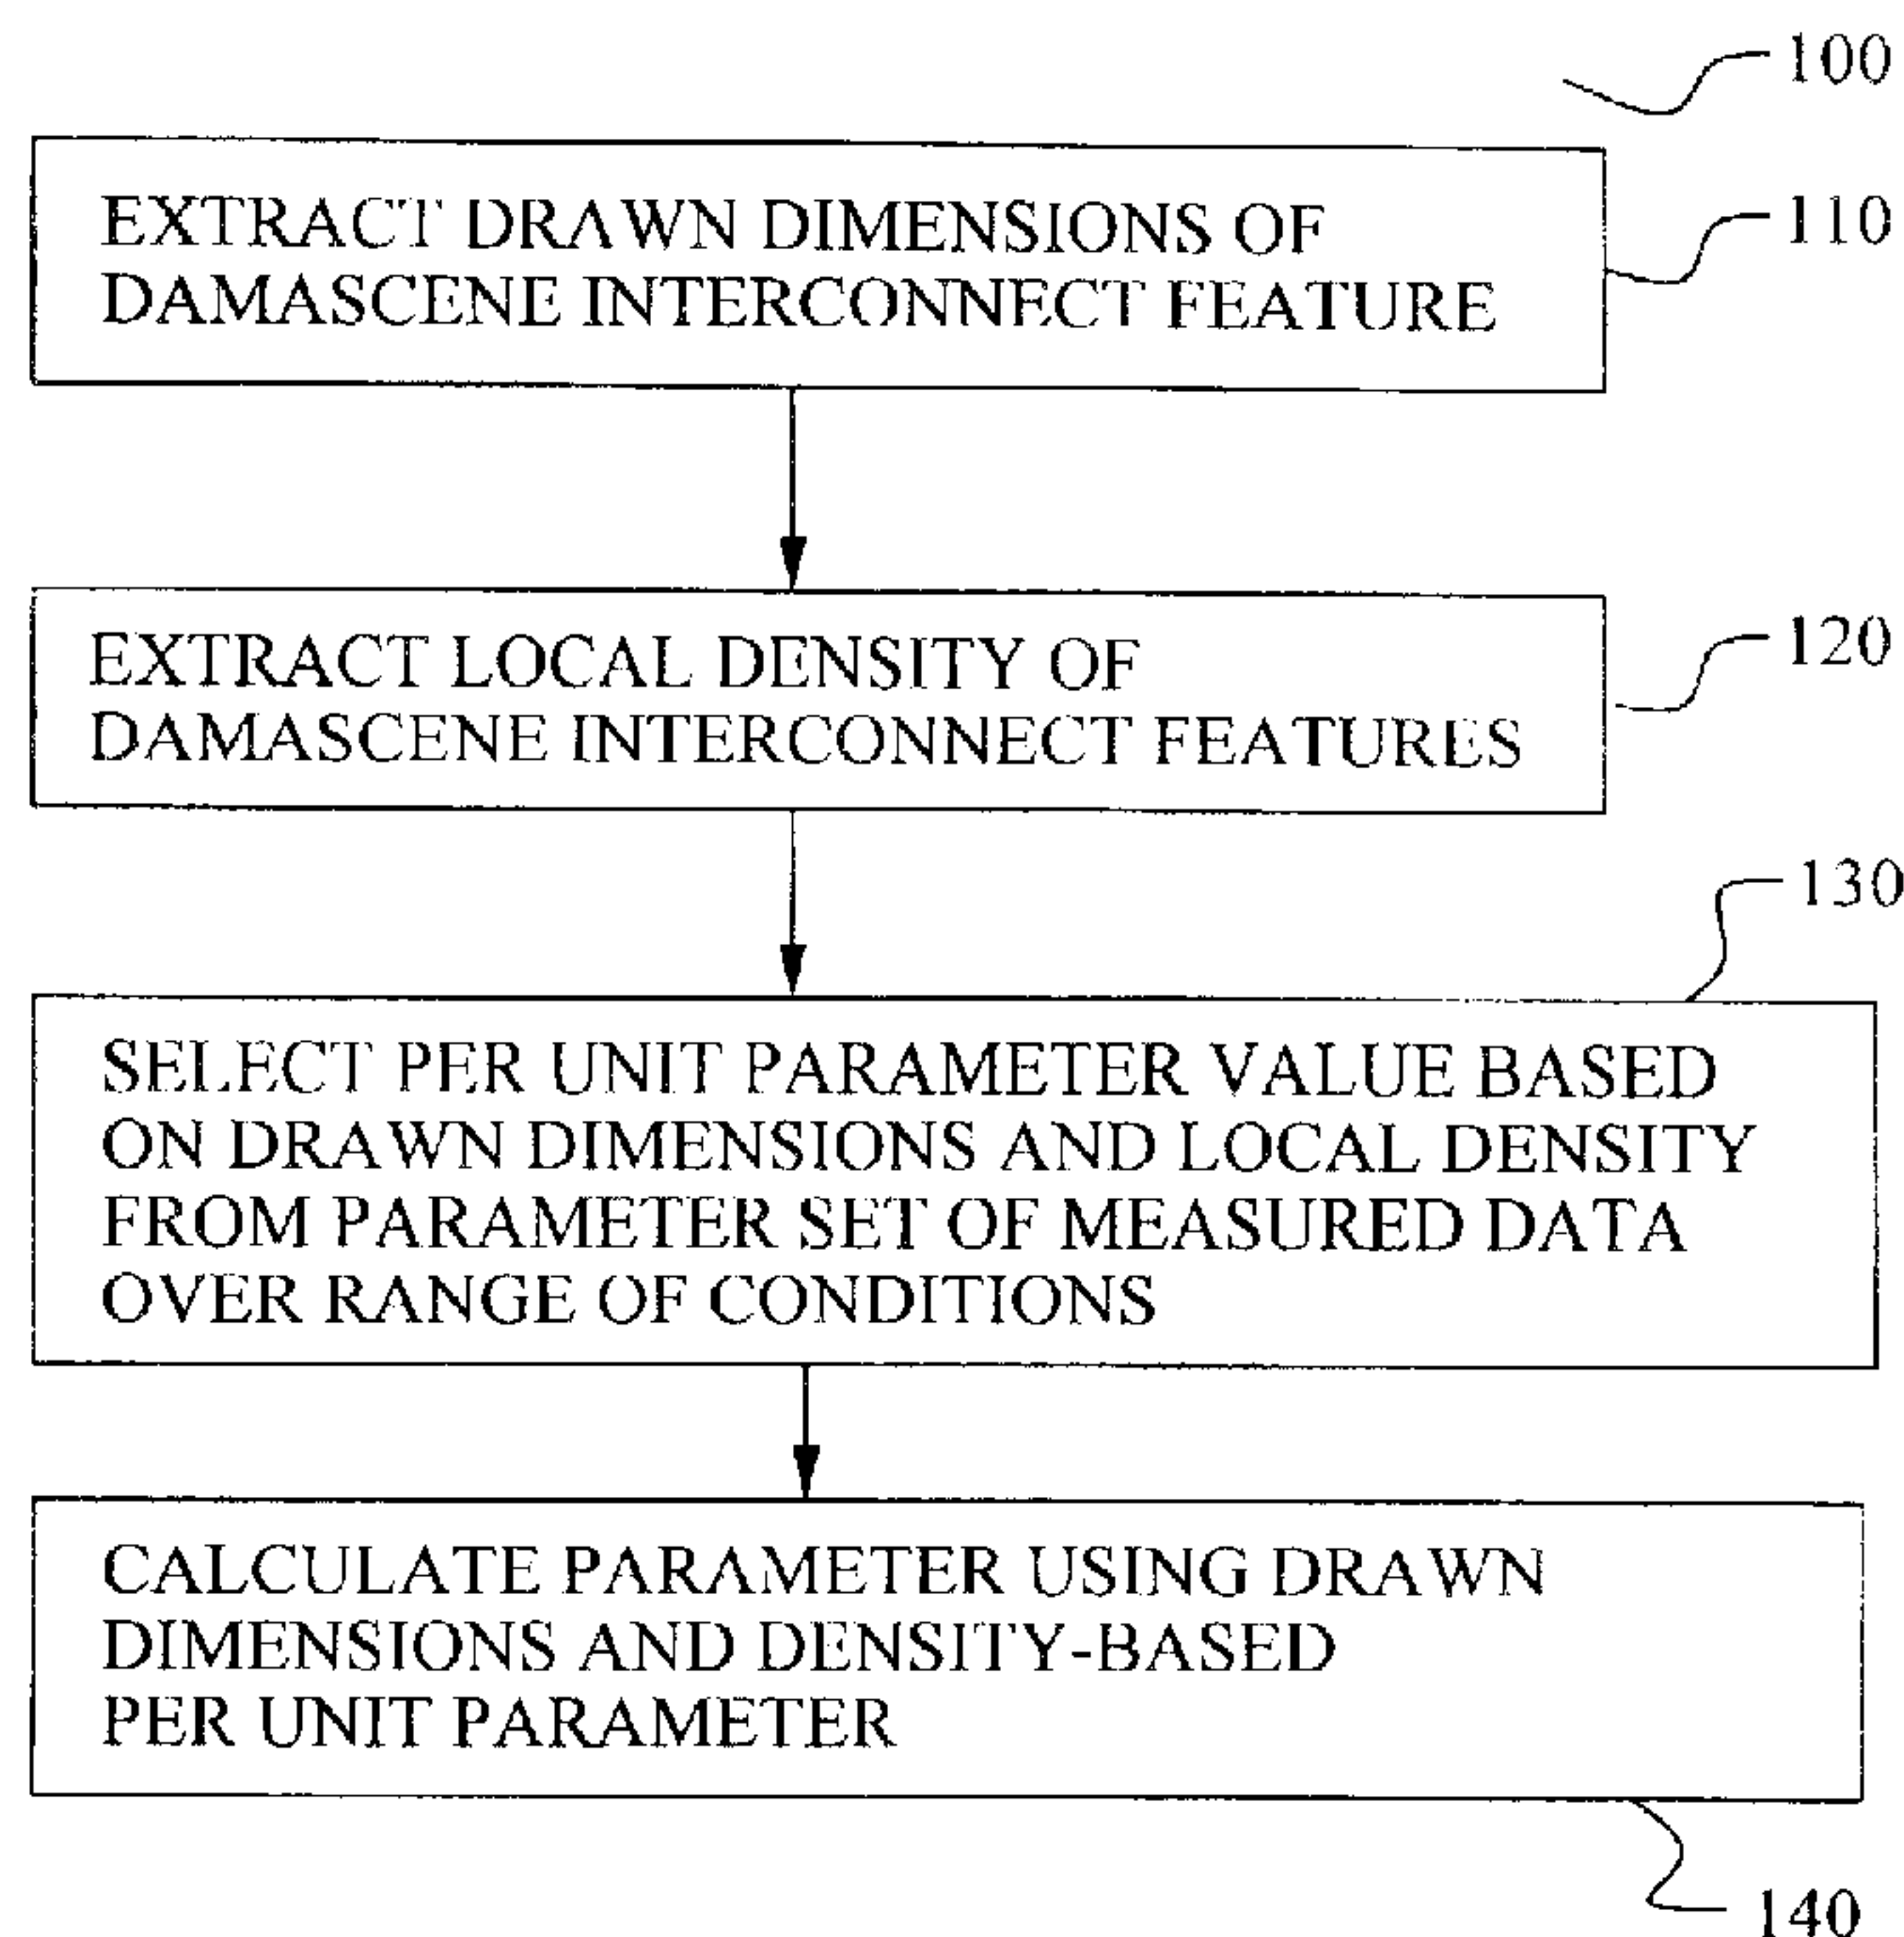 100
EXTRACT DRAWN DIMENSIONS OF
DAMASCENE INTERCONNECT FEATURE
110
EXTRACT LOCAL DENSITY OF
DAMASCENE INTERCONNECT FEATURES
120
130
SELECT PER UNIT PARAMETER VALUE BASED
ON DRAWN DIMENSIONS AND LOCAL DENSITY
FROM PARAMETER SET OF MEASURED DATA
OVER RANGE OF CONDITIONS
CALCULATE PARAMETER USING DRAWN
DIMENSIONS AND DENSITY-BASED
PER UNIT PARAMETER
140